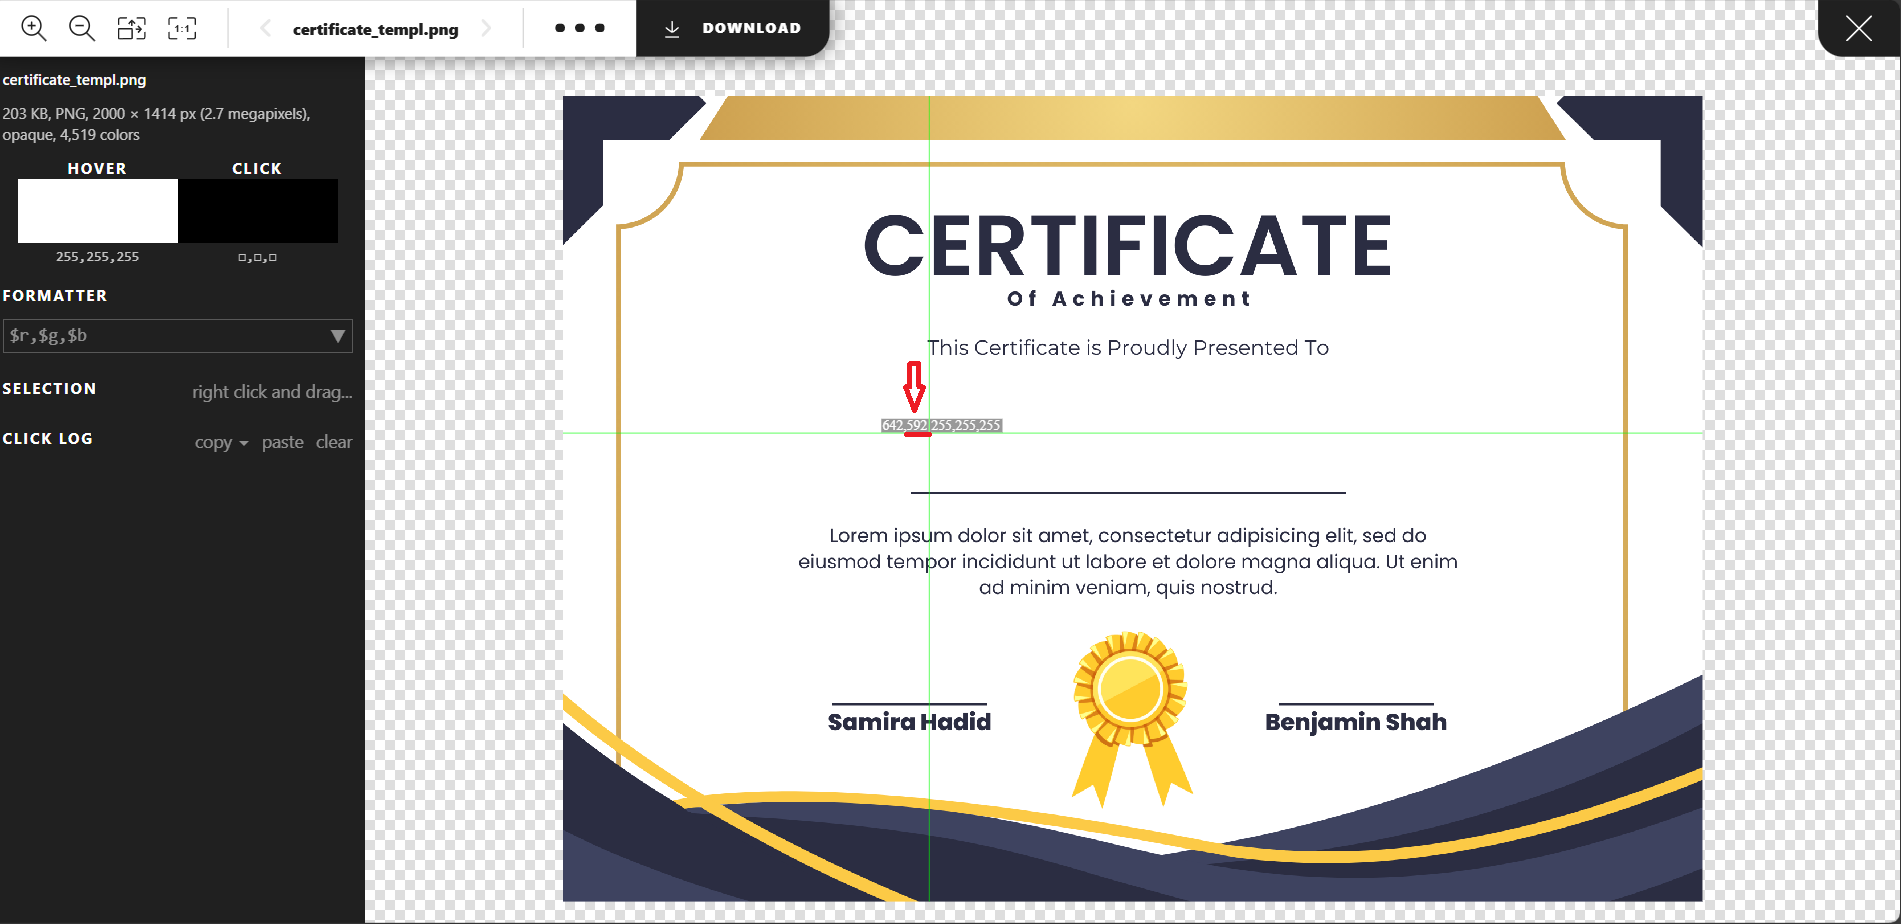 certificate_templ.png
DOWNLOAD
certificate_templ.png
203 KB, PNG, 2000 × 1414 px (2.7 megapixels),
opaque, 4,519 colors
HOVER CLICK
255,255,255 □,□,□
FORMATTER
$r,$g,$b
SELECTION right click and drag...
CLICK LOG copy paste clear
1:1
CERTIFICATE
Of Achievement
This Certificate is Proudly Presented To
642,592,255,255,255
Lorem ipsum dolor sit amet, consectetur adipisicing elit, sed do
eiusmod tempor incididunt ut labore et dolore magna aliqua. Ut enim
ad minim veniam, quis nostrud.
Samira Hadid
Benjamin Shah